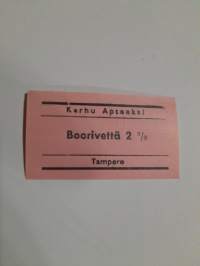 Karhu Apteekki
Boorivettä 2 %
Tampere